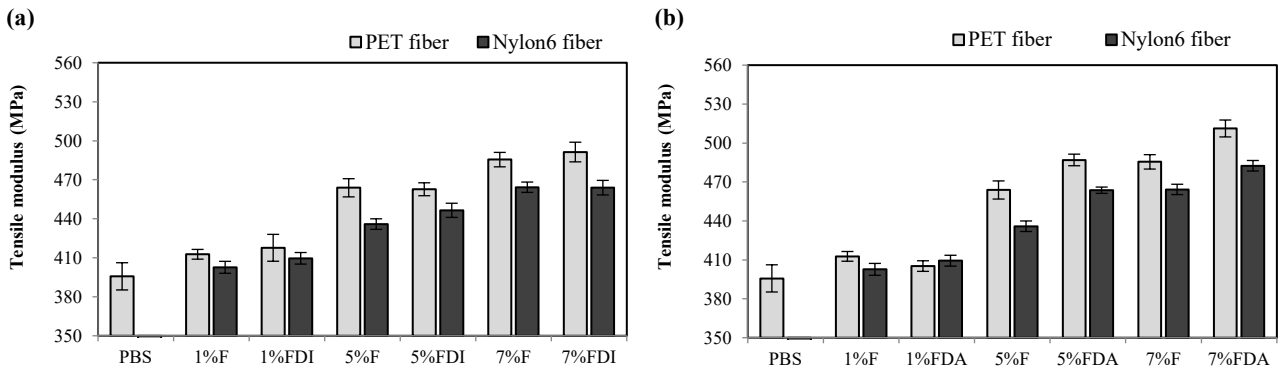 (a)
PET fiber Nylon6 fiber
Tensile modulus (MPa)
560
530
500
470
440
410
380
350
PBS 1%F 1%FDI 5%F 5%FDI 7%F 7%FDI
(b)
PET fiber Nylon6 fiber
Tensile modulus (MPa)
560
530
500
470
440
410
380
350
PBS 1%F 1%FDA 5%F 5%FDA 7%F 7%FDA